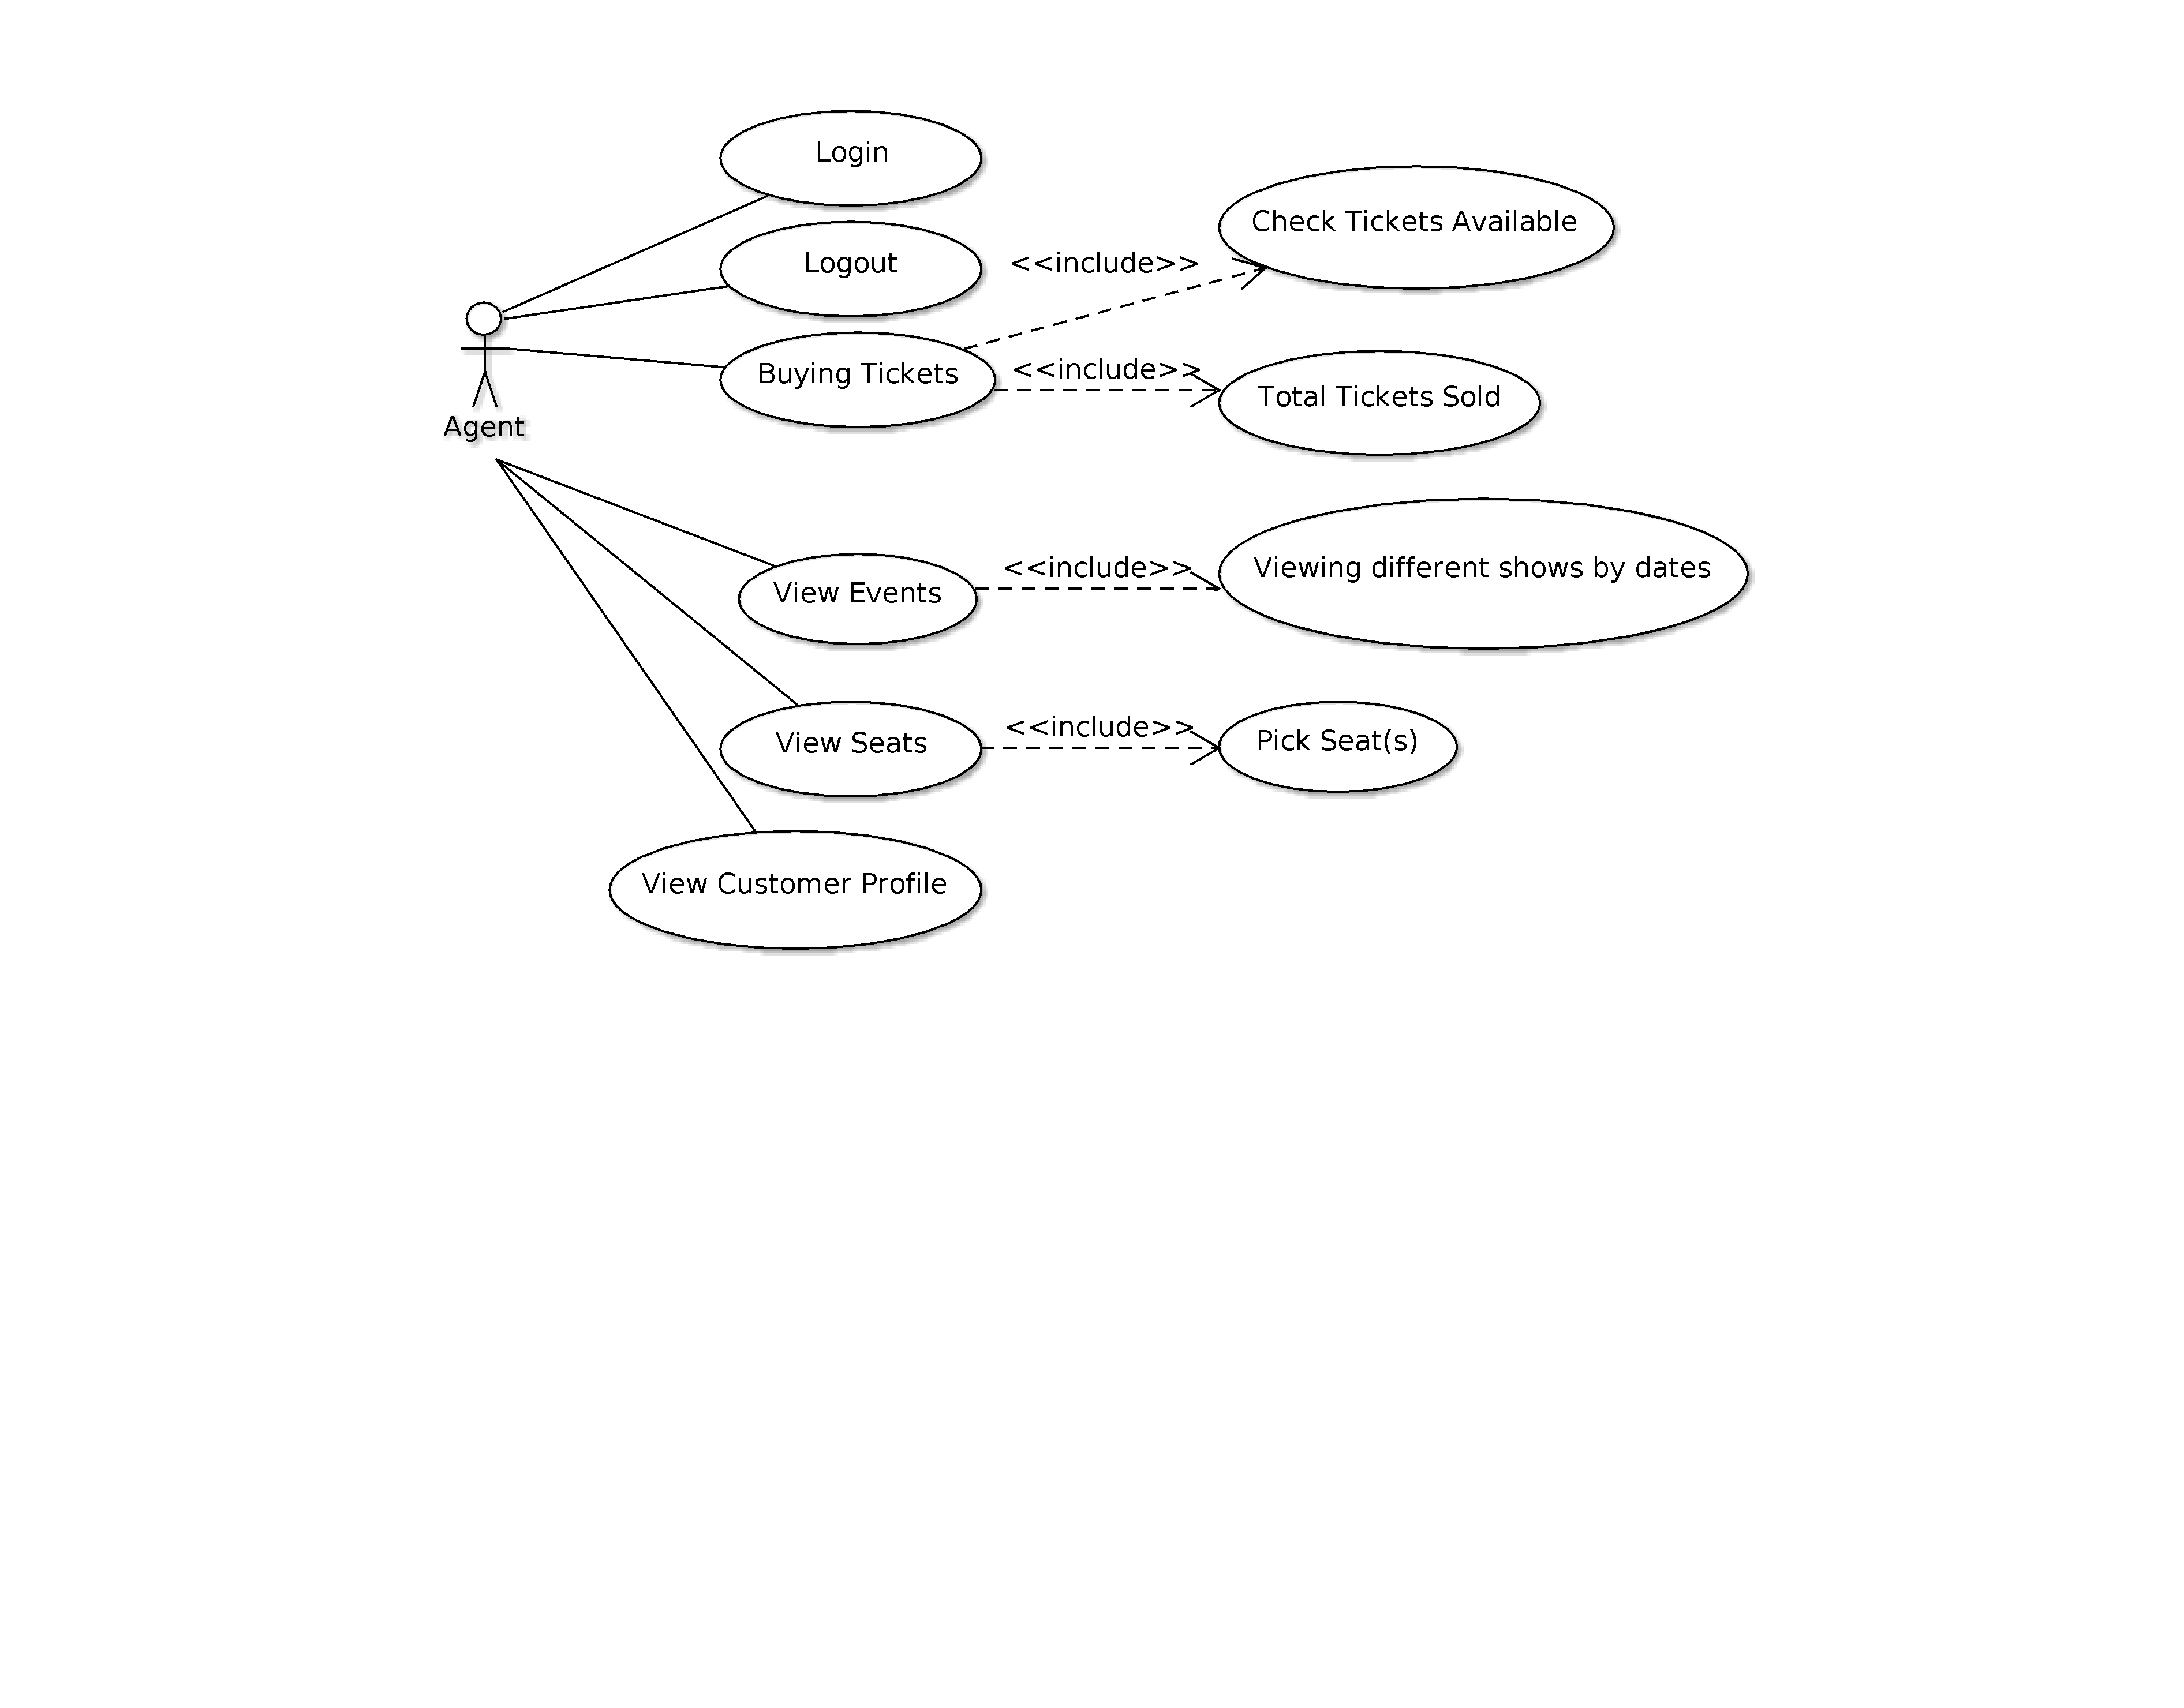 Login
Check Tickets Available
Logout
<<include>>
Buying Tickets
<<include>>
Total Tickets Sold
Agent
View Events
<<include>>
Viewing different shows by dates
View Seats
<<include>>
Pick Seat(s)
View Customer Profile